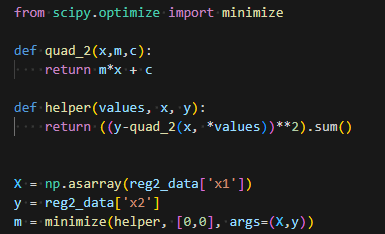 from scipy.optimize import minimize
def quad_2(x,m,c):
    return m*x + c
def helper(values, x, y):
    return ((y-quad_2(x, *values))**2).sum()
X = np.asarray(reg2_data['x1'])
y = reg2_data['x2']
m = minimize(helper, [0,0], args=(X,y))